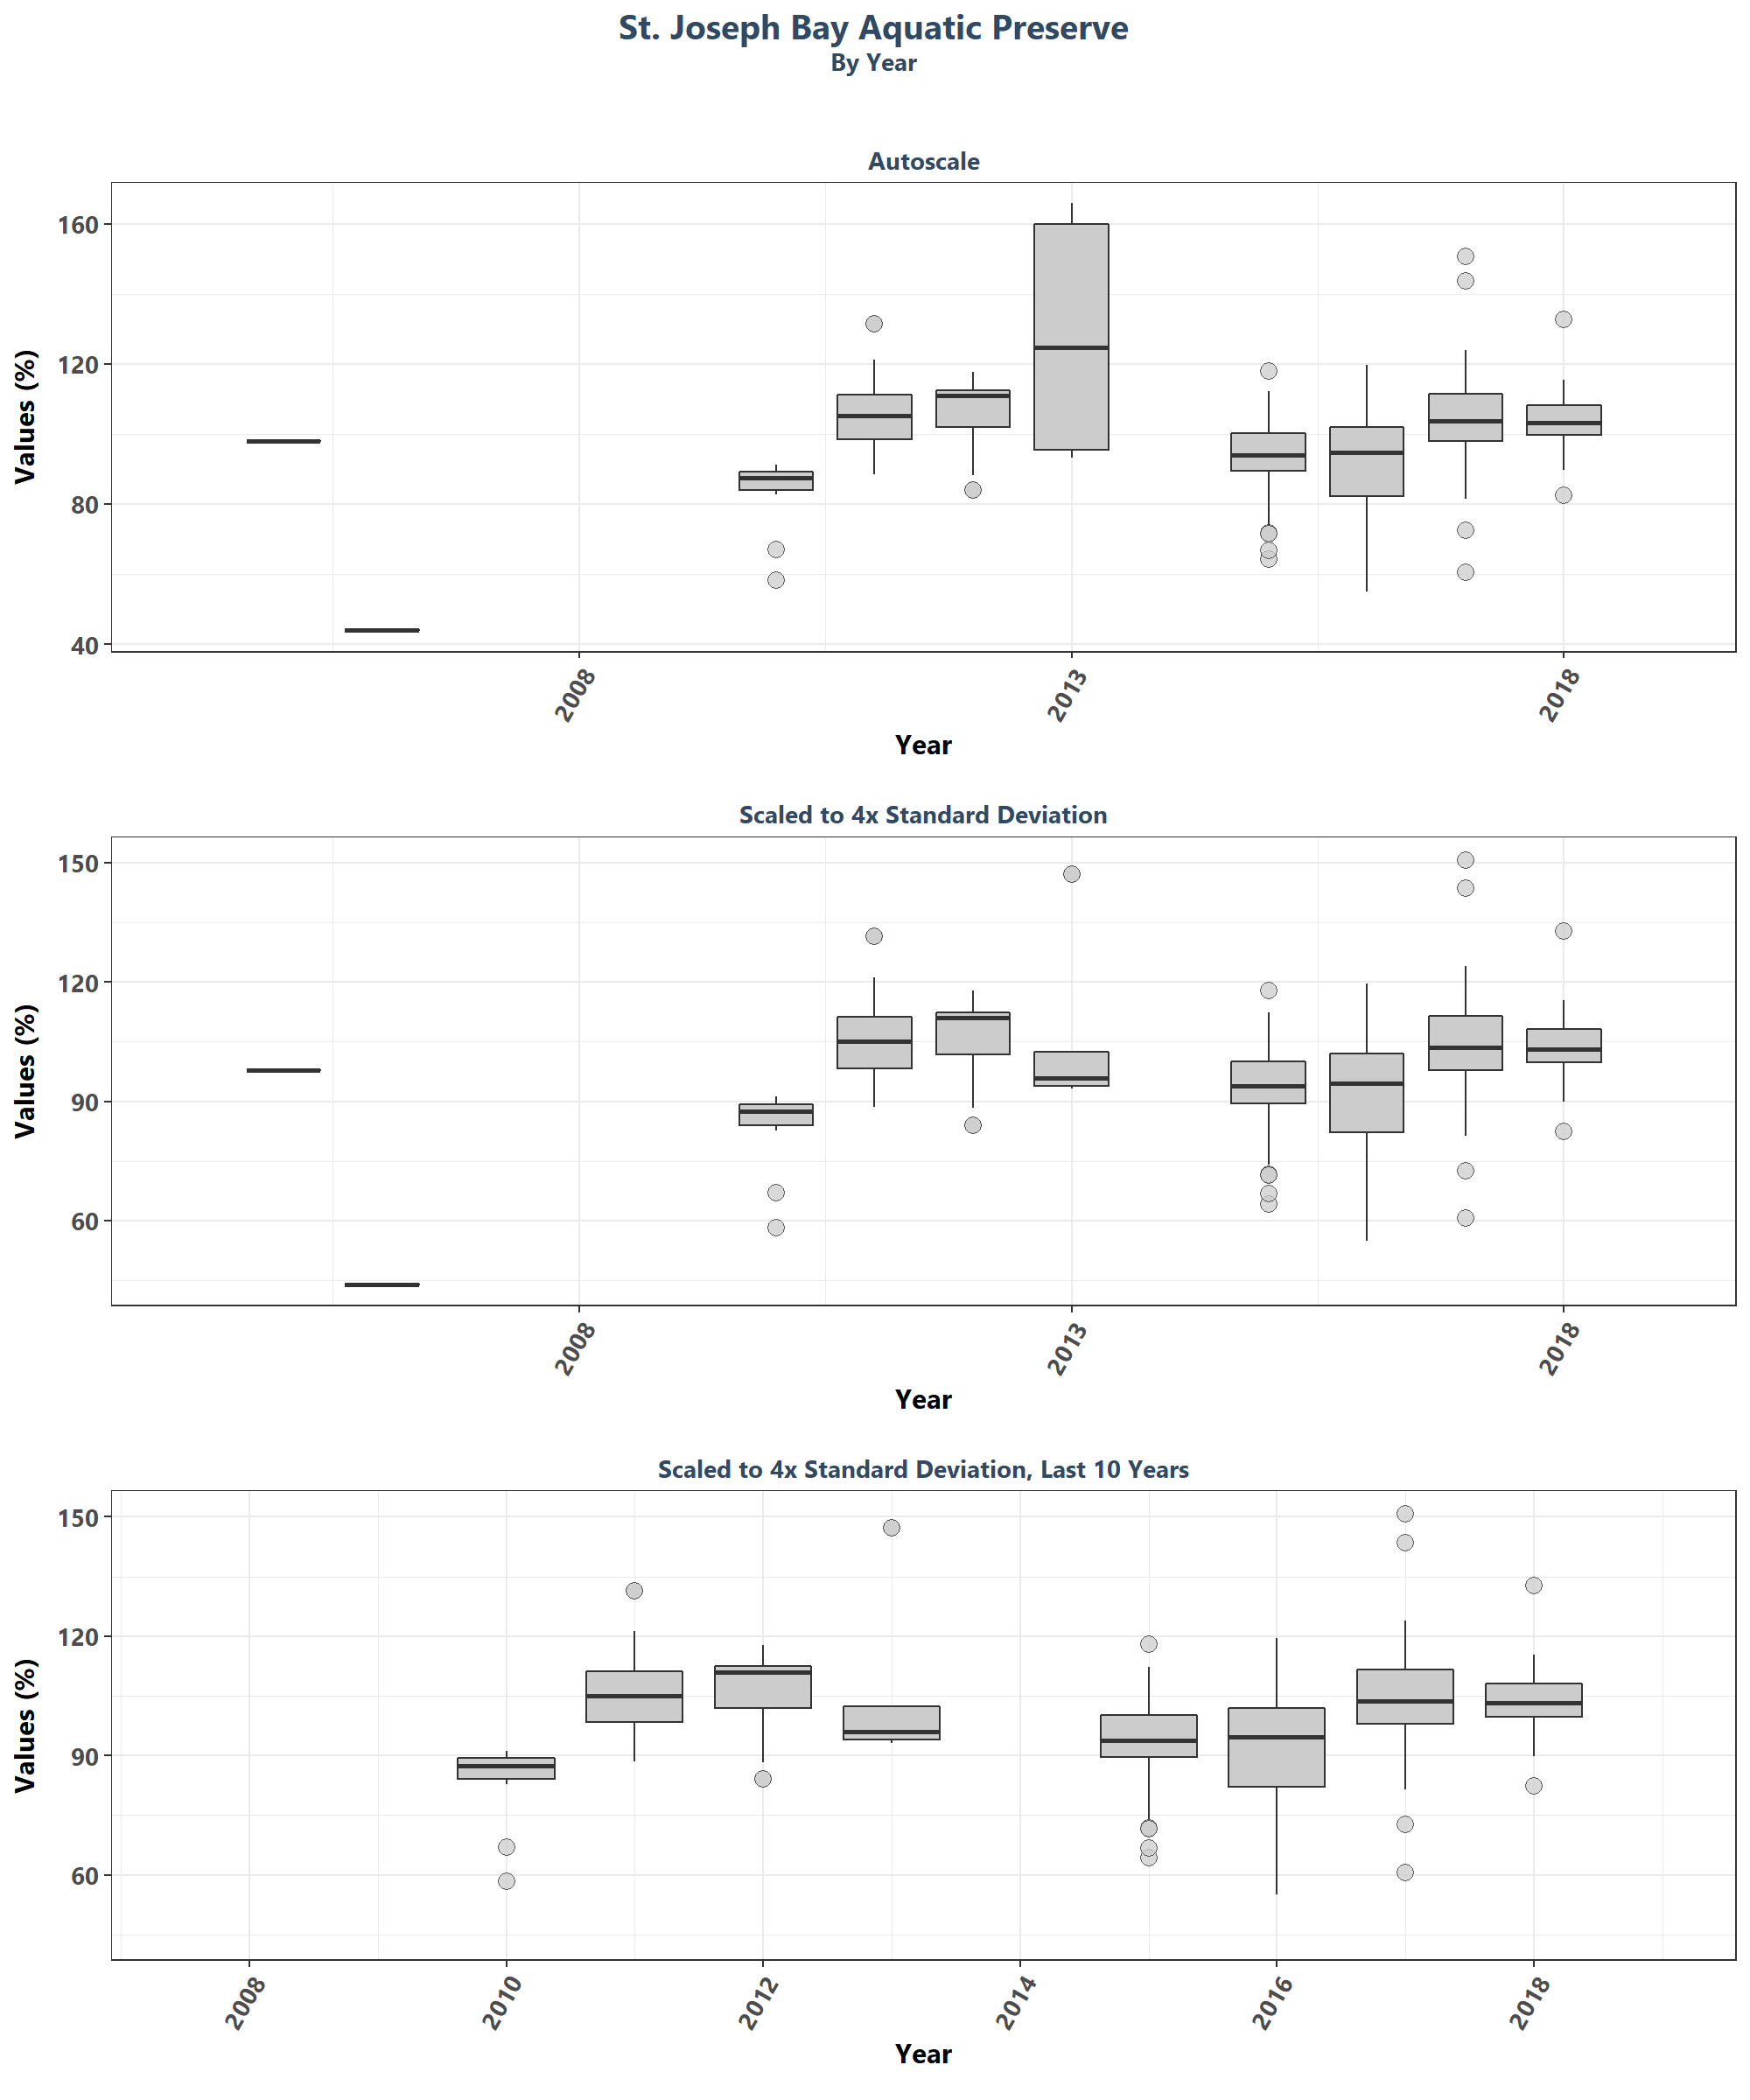 St. Joseph Bay Aquatic Preserve
By Year
Autoscale
Values (%)
160
120
80
40
2008
2013
2018
Year
Scaled to 4x Standard Deviation
Values (%)
150
120
90
60
2008
2013
2018
Year
Scaled to 4x Standard Deviation, Last 10 Years
Values (%)
150
120
90
60
2008
2010
2012
2014
2016
2018
Year